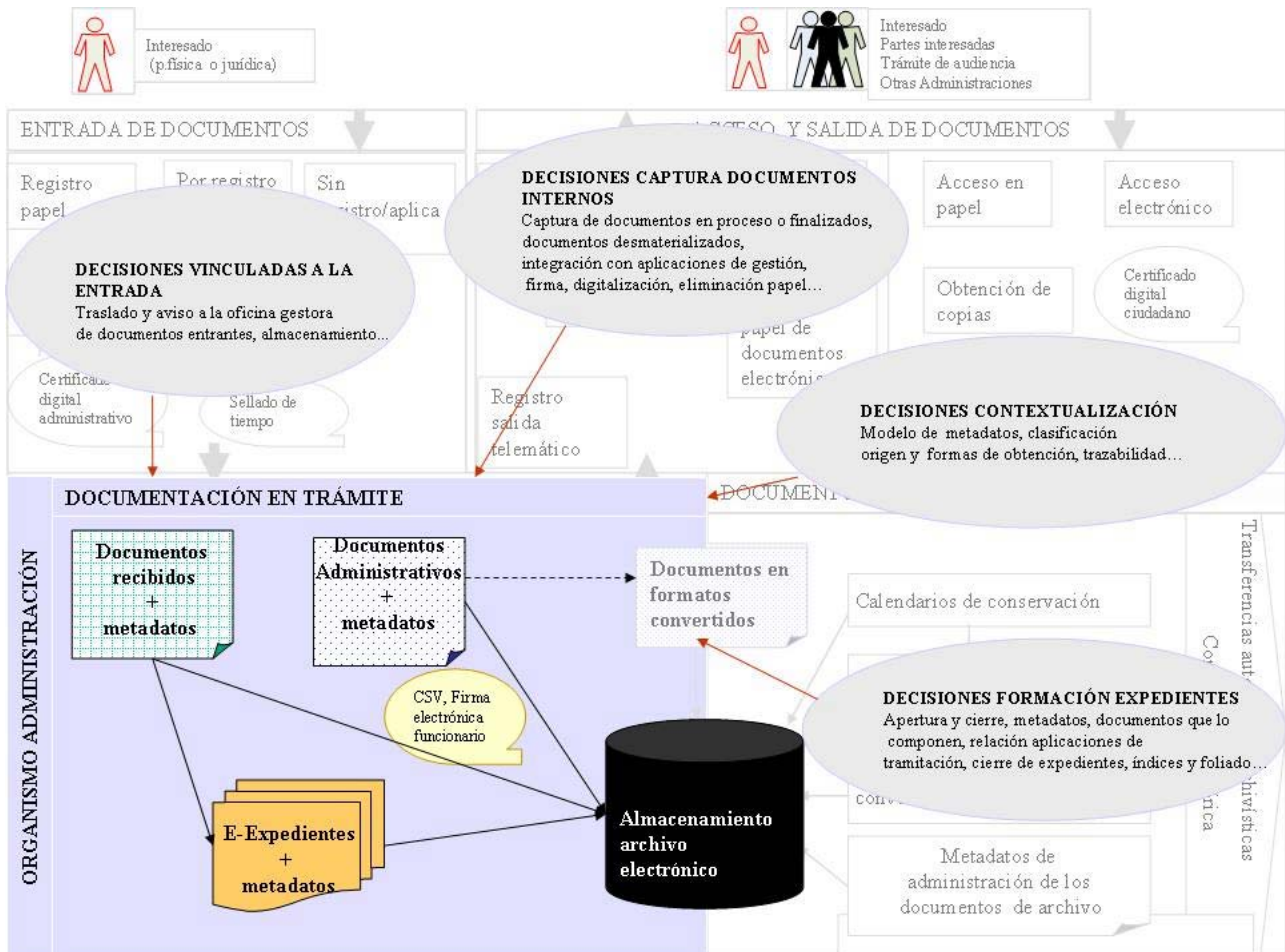 Interesado
(p.física o jurídica)
Interesado
Partes interesadas
Trámite de audiencia
Otras Administraciones
ENTRADA DE DOCUMENTOS
ACCESO Y SALIDA DE DOCUMENTOS
Registro
papel
Por registro
Sin
DECISIONES VINCULADAS A LA
ENTRADA
Traslado y aviso a la oficina gestora
de documentos entrantes, almacenamiento...
DECISIONES CAPTURA DOCUMENTOS
INTERNOS
Captura de documentos en proceso o finalizados,
documentos desmaterializados,
integración con aplicaciones de gestión,
firma, digitalización, eliminación papel...
Acceso en
papel
Acceso
electrónico
Obtención de
copias
Certificado
digital
ciudadano
papel de
documentos
Certificado
digital
administrativo
Sellado de
tiempo
Registro
salida
telemático
DECISIONES CONTEXTUALIZACIÓN
Modelo de metadatos, clasificación
origen y formas de obtención, trazabilidad...
ORGANISMO ADMINISTRACIÓN
DOCUMENTACIÓN EN TRÁMITE
Documentos
recibidos
+
metadatos
Documentos
Administrativos
+
metadatos
Documentos en
formatos
convertidos
CSV, Firma
electrónica
funcionario
E-Expedientes
+
metadatos
Almacenamiento
archivo
electrónico
Calendarios de conservación
DECISIONES FORMACIÓN EXPEDIENTES
Apertura y cierre, metadatos, documentos que lo
componen, relación aplicaciones de
tramitación, cierre de expedientes, índices y foliado...
Metadatos de
administración de los
documentos de archivo
Transferencias